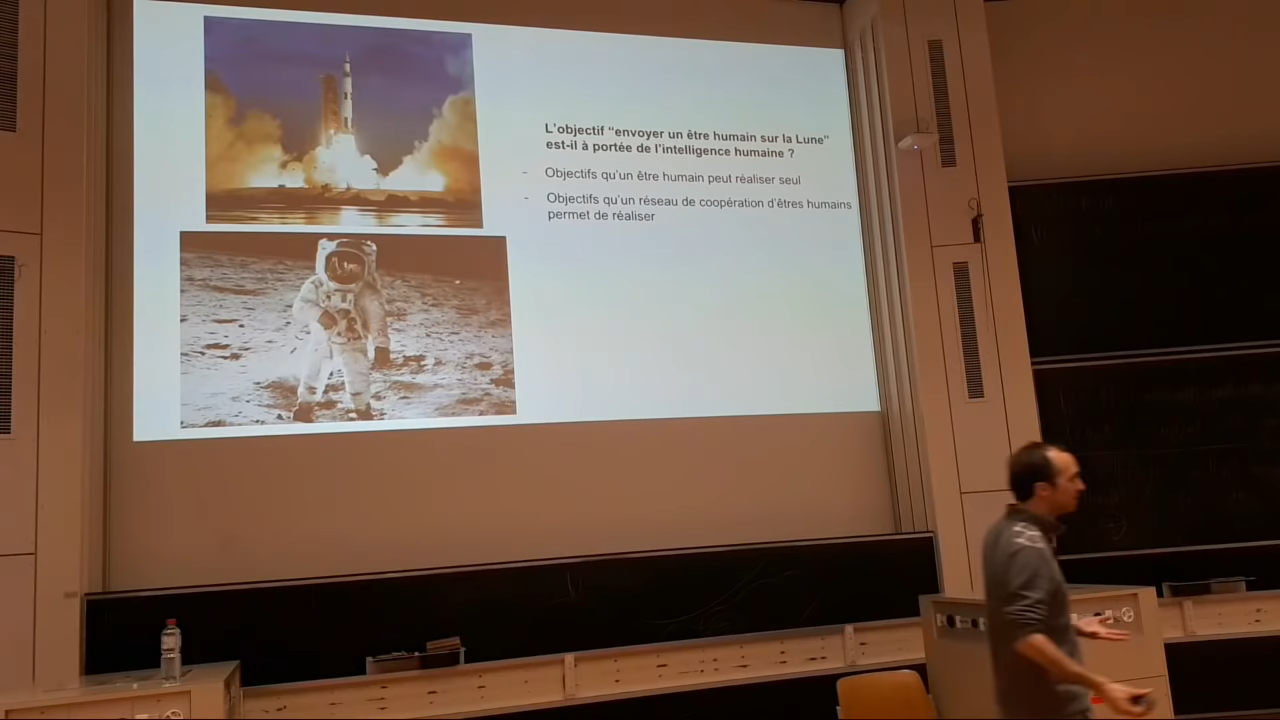 L'objectif "envoyer un être humain sur la Lune"
est-il à portée de l'intelligence humaine ?
- Objectifs qu'un être humain peut réaliser seul
- Objectifs qu'un réseau de coopération d'êtres humains
permet de réaliser